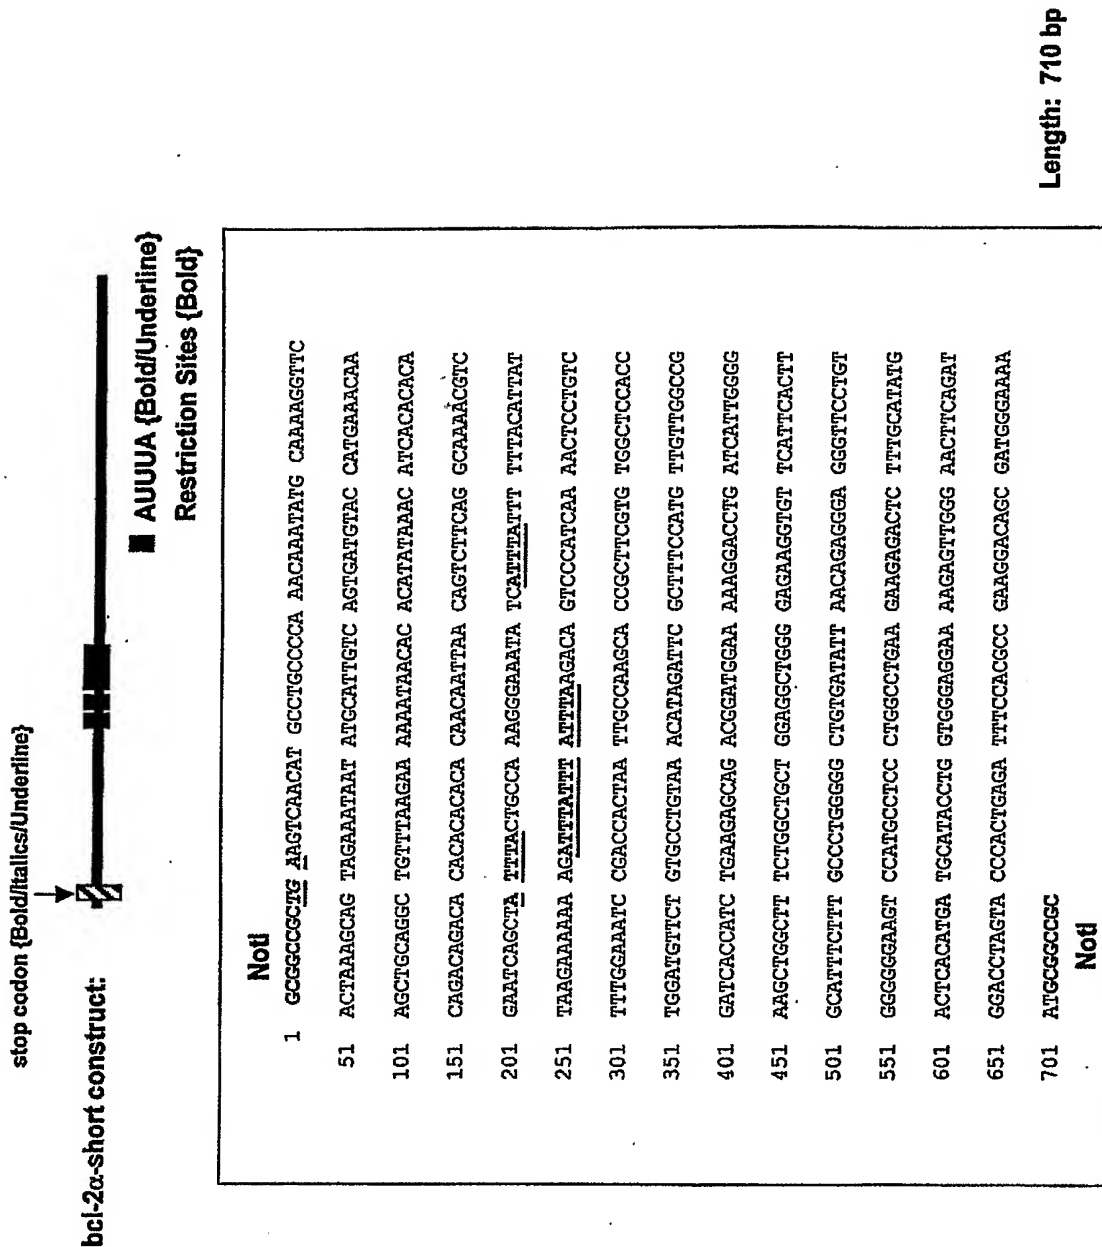 stop codon {Bold/Italics/Underline}
bcl-2α-short construct:
AUUUA {Bold/Underline}
Restriction Sites {Bold}
NotI
1 GCGGCCGCTG AAGTCAACAT GCCTGCCCCA AACAAATATG CAAAAGGTTC
51 ACTAAAGCAG TAGAAATAAT ATGCATTGTC AGTGATGTAC CATGAAACAA
101 AGCTGCAGGC TGTTTAAGAA AAAATAACAC ACATATAAAC ATCACACACA
151 CAGACAGACA CACACACACA CAACAATTAA CAGTCTTCAG GCAAAACGTC
201 GAATCAGCTA TTTTACTGCCA AAGGGAAATA TCATTTATTT TTTACATTAT
251 TAAGAAAAAA AGATTTATTT ATTTAAGACA GTCCCATCAA AACTCCTGTC
301 TTTGGAAATC CGACCACTAA TTGCCAAGCA CCGCTTCGTG TGGCTCCACC
351 TGGATGTTCT GTGCCTGTAA ACATAGATTC GCTTTCCATG TTGTTGGCCG
401 GATCACCATC TGAAGAGCAG ACGGATGGAA AAAGGACCTG ATCATTGGGG
451 AAGCTGGCTT TCTGGCTGCT GGAGGCTGGG GAGAAGGTGT TCATTCACTT
501 GCATTTCTTT GCCCTGGGGG CTGTGATATT AACAGAGGGA GGGTTCCTGT
551 GGGGGAAGT CCATGCCTCC CTGGCCTGAA GAAGAGACTC TTTGCATATG
601 ACTCACATGA TGCATACCTG GTGGGAGGAA AAGAGTTGGG AACTTCAGAT
651 GGACCTAGTA CCCACTGAGA TTTCCACGCC GAAGGACAGC GATGGGAAAA
701 ATGCGGCCGC
NotI
Length: 710 bp